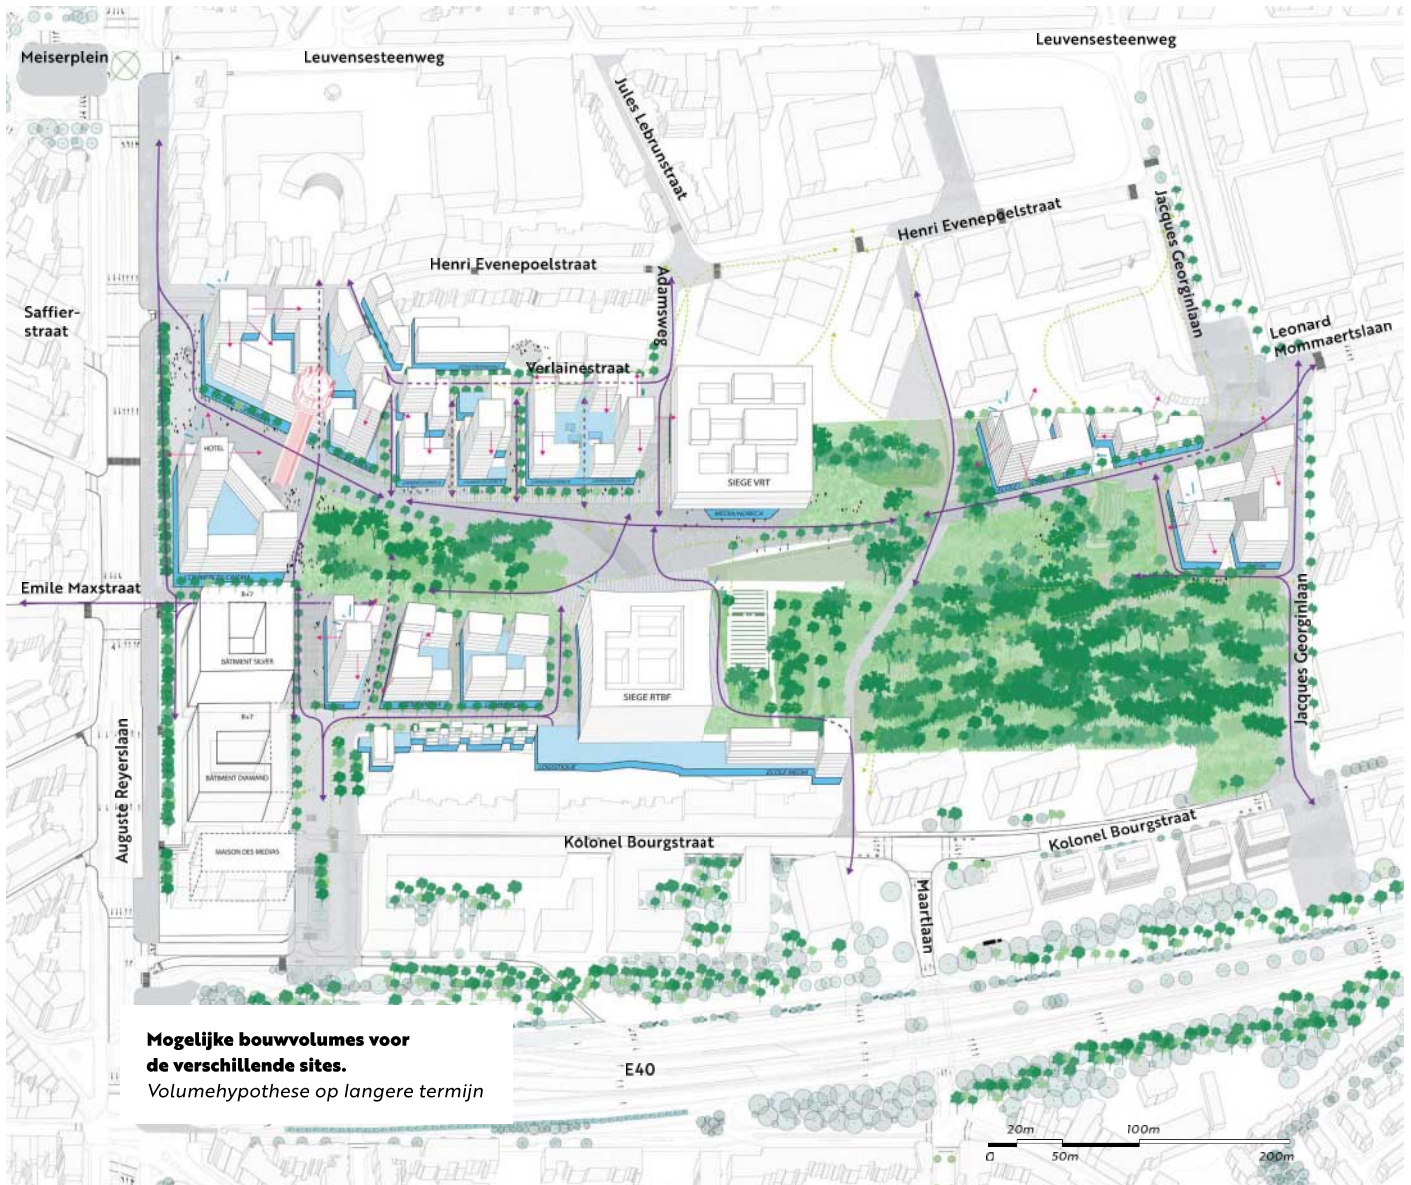 Leuvensesteenweg
Meiserplein
Leuvensesteenweg
Jules Lebrunstraat
Jacques Georginlaan
Henri Evenepoelstraat
Henri Evenepoelstraat
Adamsweg
Saffier-
straat
Leonard
Mommaertslaan
Verlainestraat
HOTEL
SIEGE VRT
Emile Maxstraat
R+7
BÂTIMENT SILVER
SIEGE RTBF
Jacques Georginlaan
R+7
BÂTIMENT DIAMAND
Auguste Reyerslaan
MAISON DES MEDIAS
Kolonel Bourgstraat
Kolonel Bourgstraat
Maartlaan
Mogelijke bouwvolumes voor
de verschillende sites.
Volumehypothese op langere termijn
E40
20m 100m
0 50m 200m